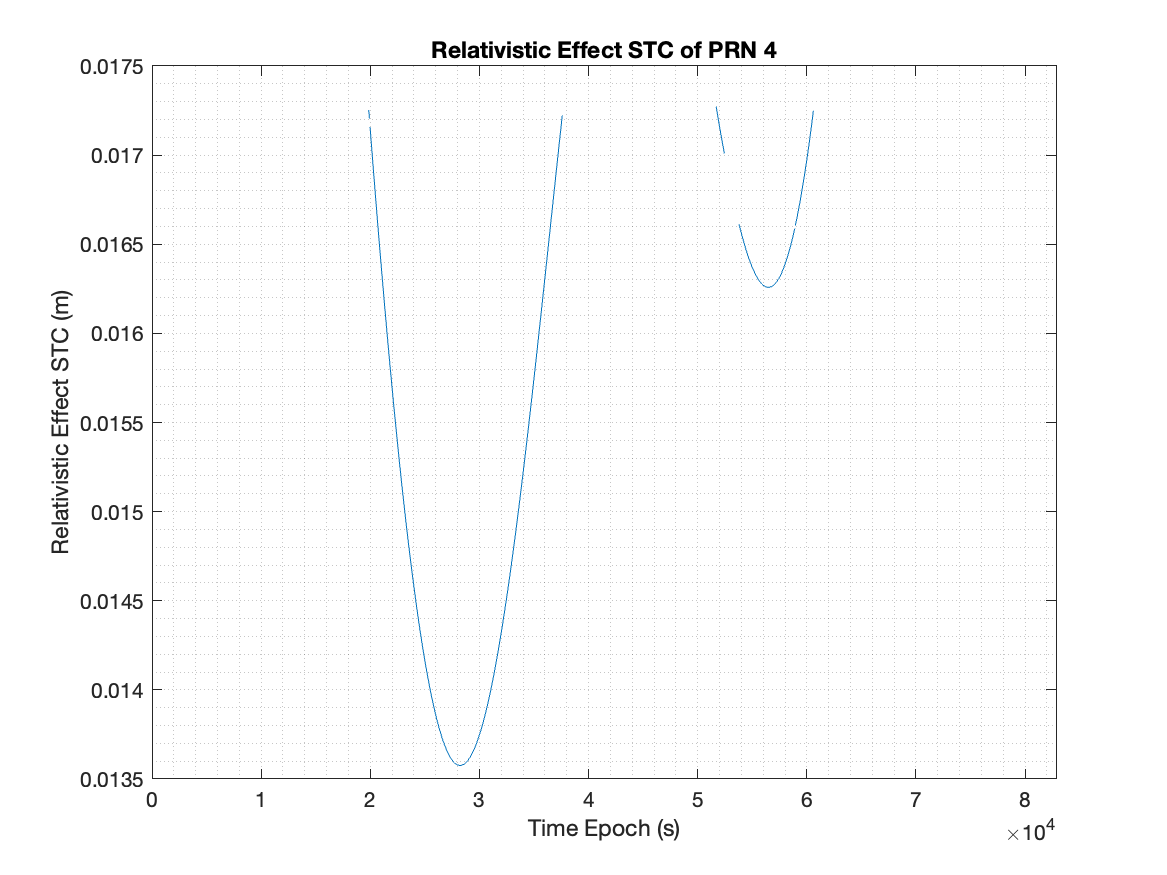 Relativistic Effect STC of PRN 4
Relativistic Effect STC (m)
0.0175
0.017
0.0165
0.016
0.0155
0.015
0.0145
0.014
0.0135
0 1 2 3 4 5 6 7 8
Time Epoch (s)
×10⁴